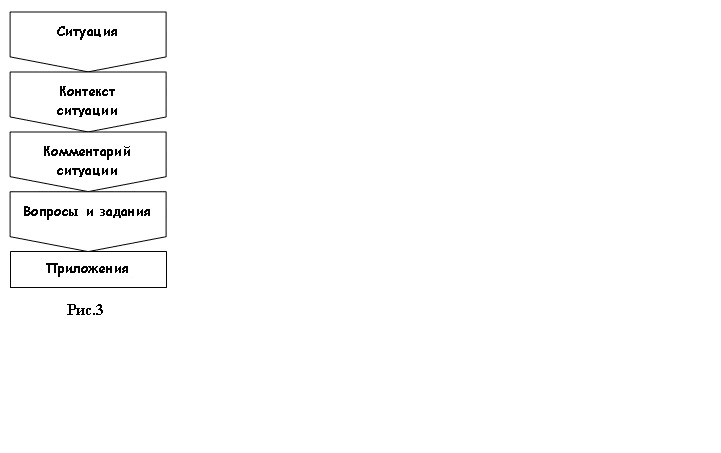 Ситуация
Контекст
ситуации
Комментарий
ситуации
Вопросы и задания
Приложения
Рис.3